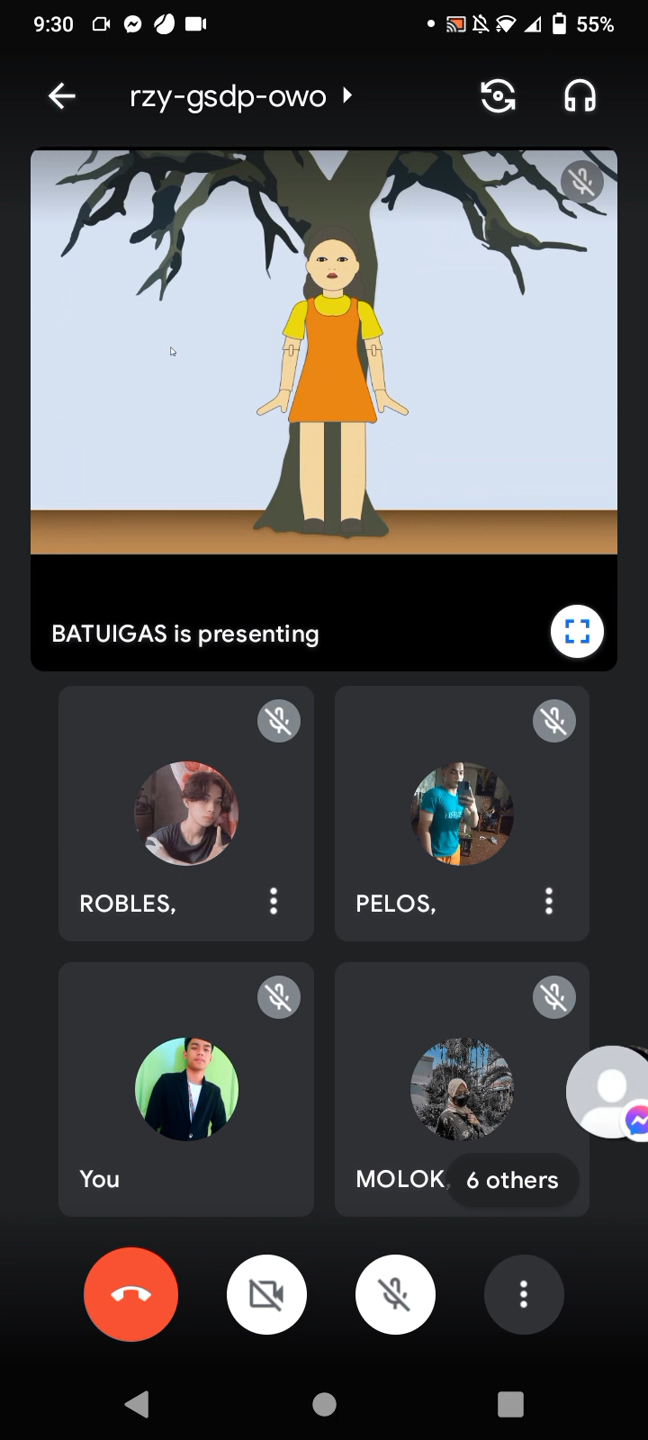 9:30
55%
rzy-gsdp-owo
BATUIGAS is presenting
ROBLES,
PELOS,
You
MOLOK
6 others